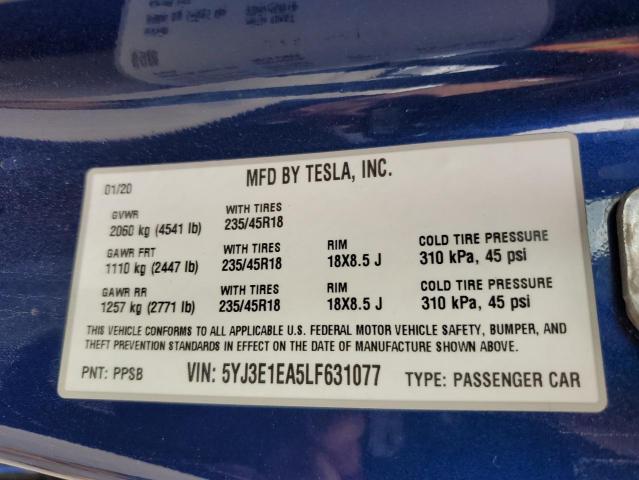 01/20
MFD BY TESLA, INC.
GVWR
WITH TIRES
2060 kg (4541 lb)
235/45R18
GAWR FRT
WITH TIRES
RIM
COLD TIRE PRESSURE
1110 kg (2447 lb)
235/45R18
18X8.5 J
310 kPa, 45 psi
GAWR RR
WITH TIRES
RIM
COLD TIRE PRESSURE
1257 kg (2771 lb)
235/45R18
18X8.5 J
310 kPa, 45 psi
THIS VEHICLE CONFORMS TO ALL APPLICABLE U.S. FEDERAL MOTOR VEHICLE SAFETY, BUMPER, AND
THEFT PREVENTION STANDARDS IN EFFECT ON THE DATE OF MANUFACTURE SHOWN ABOVE.
PNT: PPSB
VIN: 5YJ3E1EA5LF631077
TYPE: PASSENGER CAR